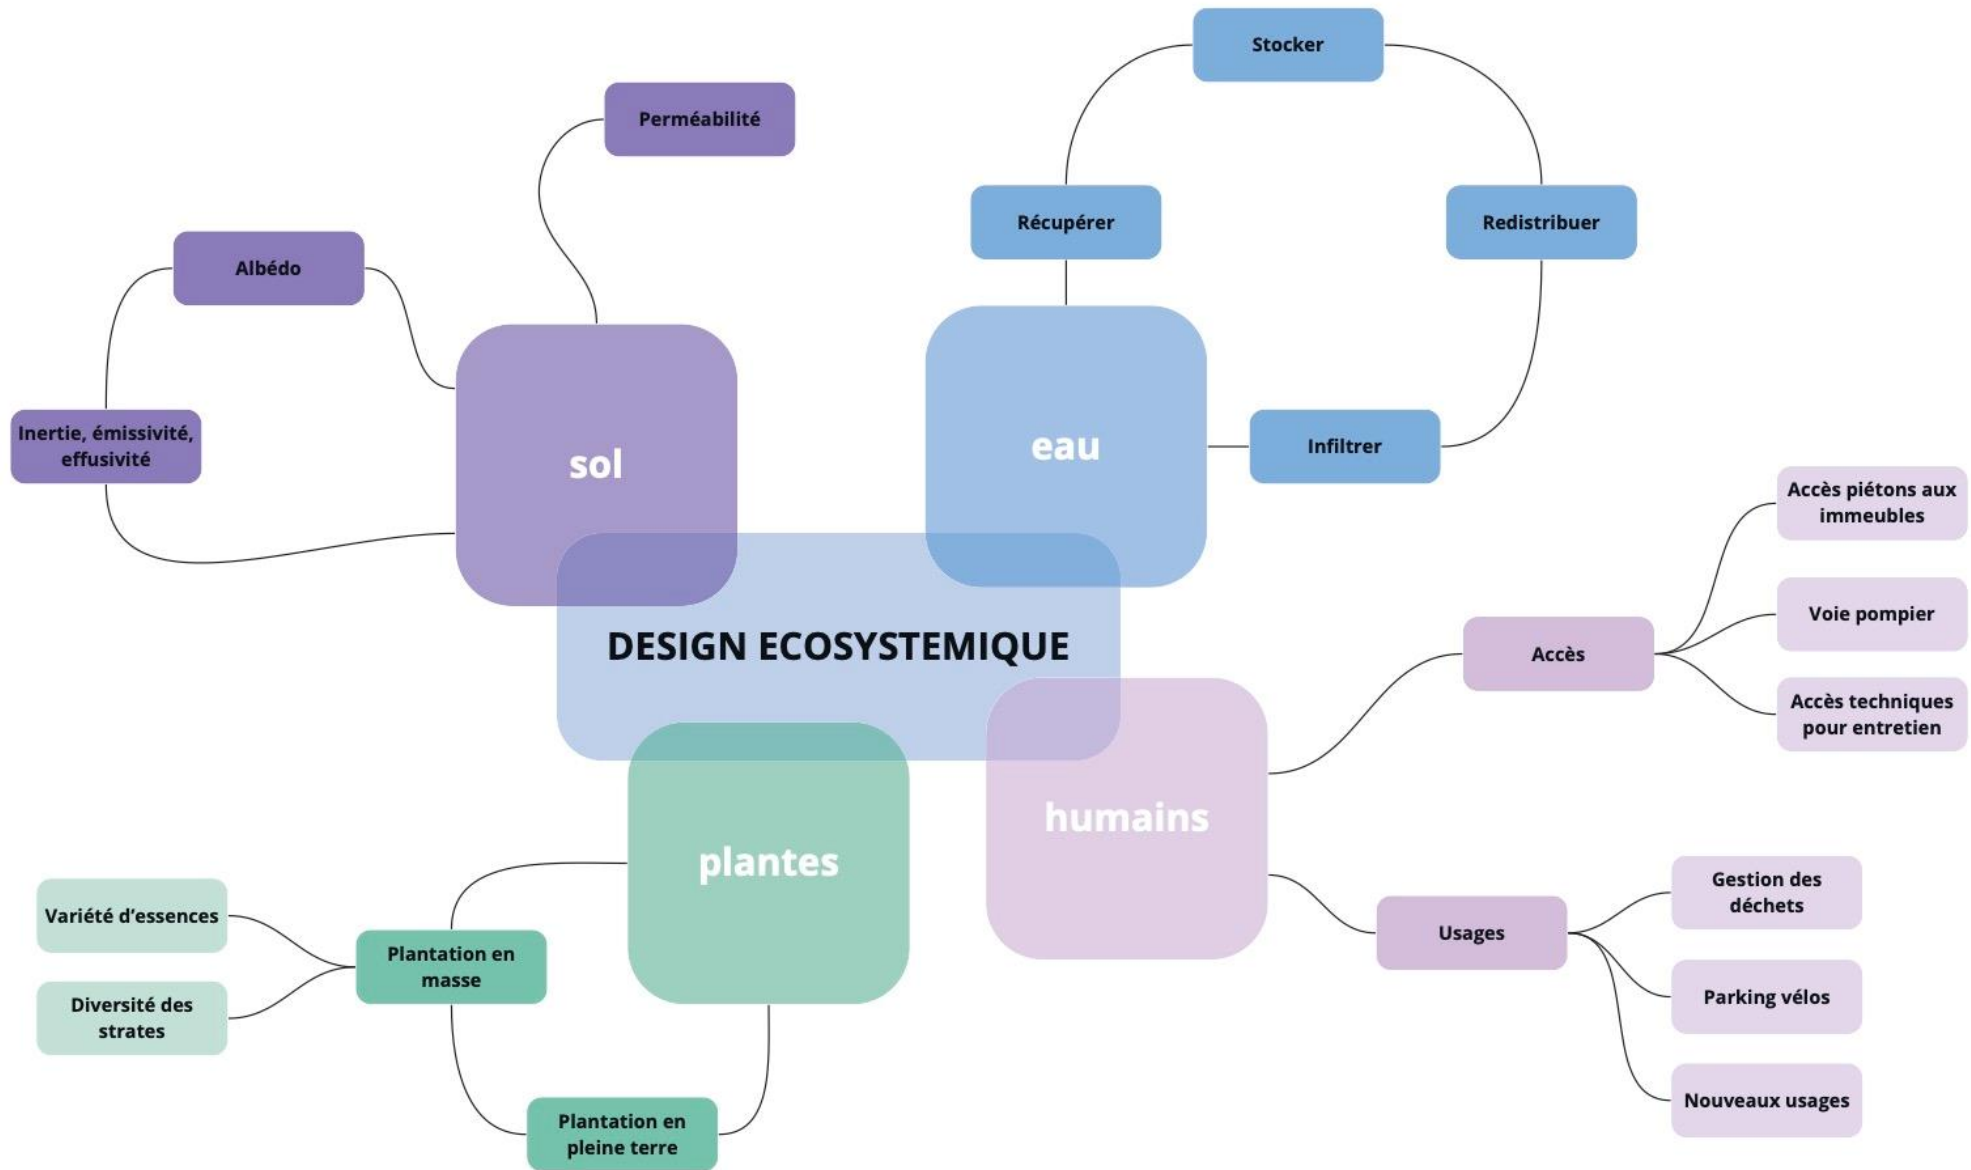 Stocker
Perméabilité
Récupérer
Redistribuer
Albédo
Inertie, émissivité,
effusivité
sol
eau
Infiltrer
Accès piétons aux
immeubles
Voie pompier
DESIGN ECOSYSTEMIQUE
Accès
Accès techniques
pour entretien
humains
plantes
Gestion des
déchets
Variété d’essences
Usages
Plantation en
masse
Diversité des
strates
Parking vélos
Nouveaux usages
Plantation en
pleine terre